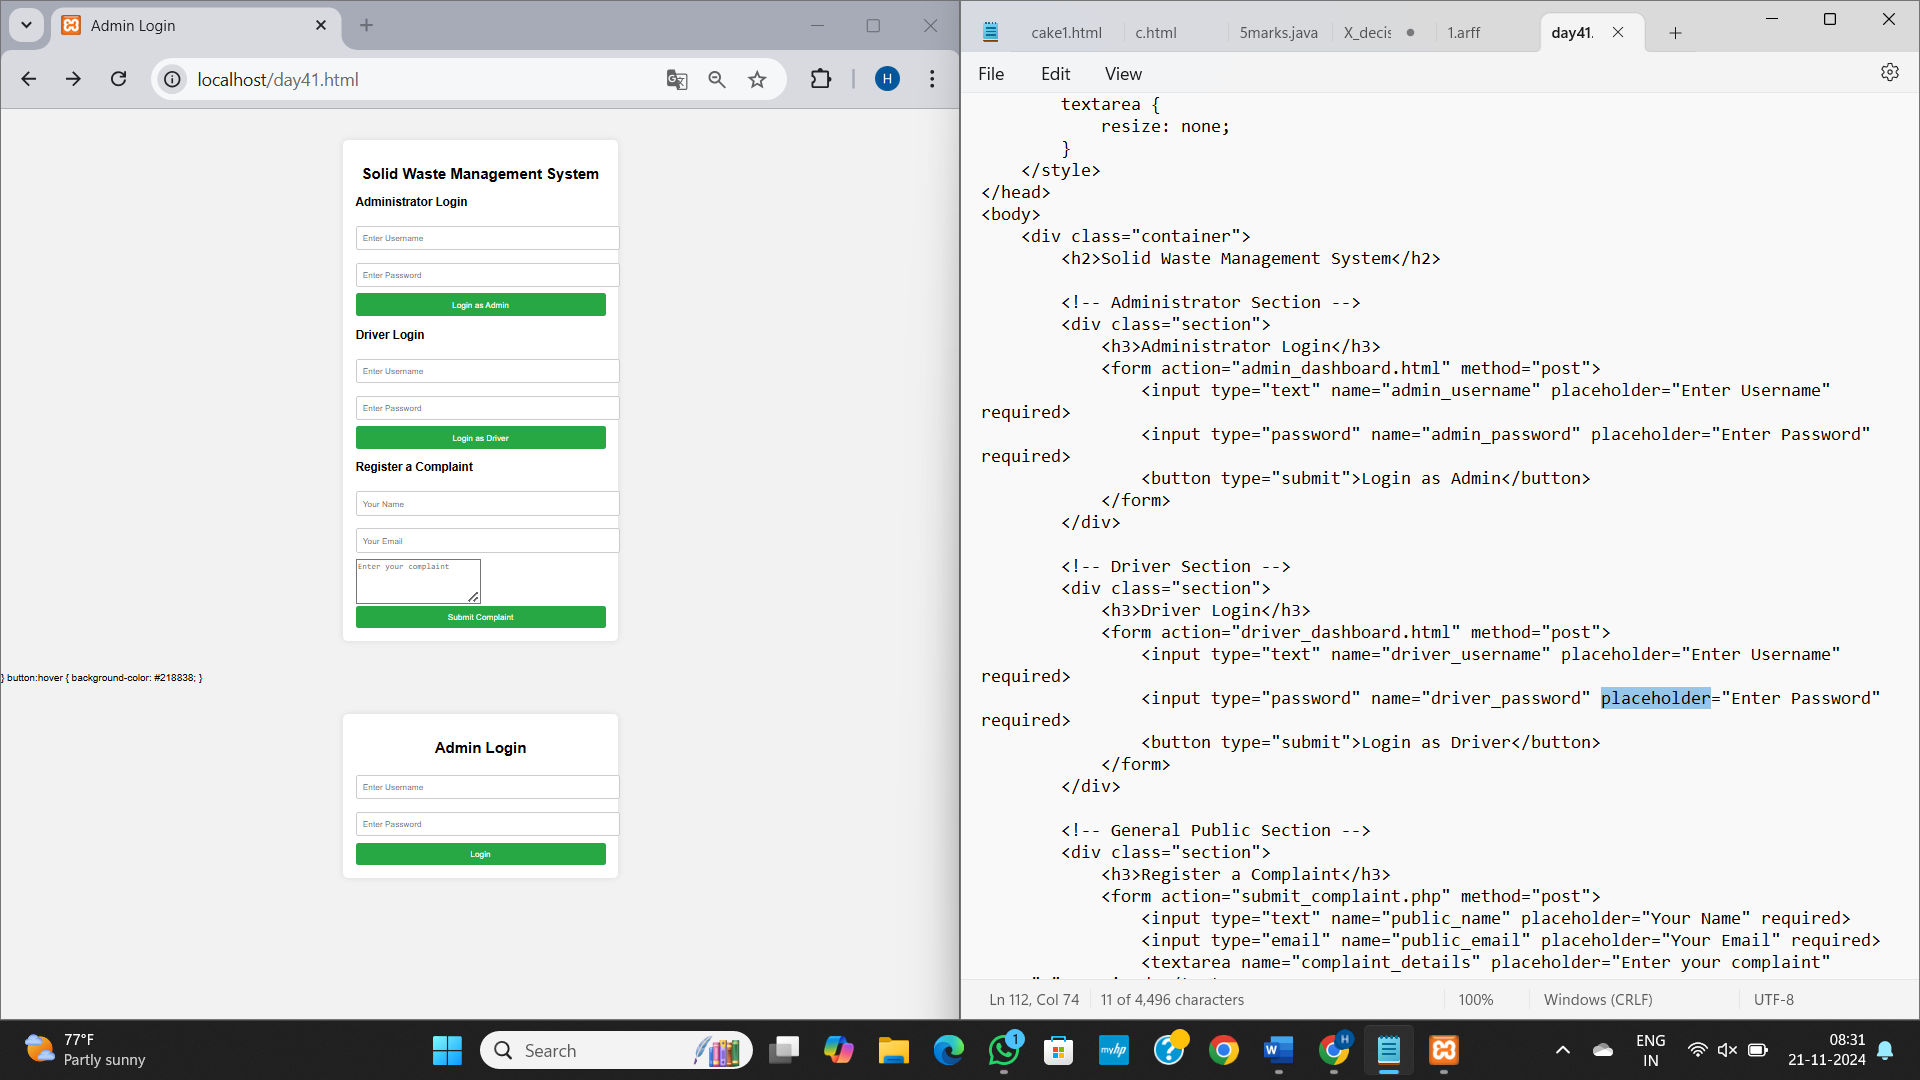 Admin Login
localhost/day41.html
H
Solid Waste Management System
Administrator Login
Enter Username
Enter Password
Login as Admin
Driver Login
Enter Username
Enter Password
Login as Driver
Register a Complaint
Your Name
Your Email
Enter your complaint
Submit Complaint
} button:hover { background-color: #218838; }
Admin Login
Enter Username
Enter Password
Login
cake1.html c.html 5marks.java X_decis 1.arff day41.
File Edit View
textarea {
resize: none;
}
</style>
</head>
<body>
<div class="container">
<h2>Solid Waste Management System</h2>
<!-- Administrator Section -->
<div class="section">
<h3>Administrator Login</h3>
<form action="admin_dashboard.html" method="post">
<input type="text" name="admin_username" placeholder="Enter Username"
required>
<input type="password" name="admin_password" placeholder="Enter Password"
required>
<button type="submit">Login as Admin</button>
</form>
</div>
<!-- Driver Section -->
<div class="section">
<h3>Driver Login</h3>
<form action="driver_dashboard.html" method="post">
<input type="text" name="driver_username" placeholder="Enter Username"
required>
<input type="password" name="driver_password" placeholder="Enter Password"
required>
<button type="submit">Login as Driver</button>
</form>
</div>
<!-- General Public Section -->
<div class="section">
<h3>Register a Complaint</h3>
<form action="submit_complaint.php" method="post">
<input type="text" name="public_name" placeholder="Your Name" required>
<input type="email" name="public_email" placeholder="Your Email" required>
<textarea name="complaint_details" placeholder="Enter your complaint"
Ln 112, Col 74 11 of 4,496 characters 100% Windows (CRLF) UTF-8
77°F
Partly sunny
Search
1
myhp
H
ENG
IN
08:31
21-11-2024